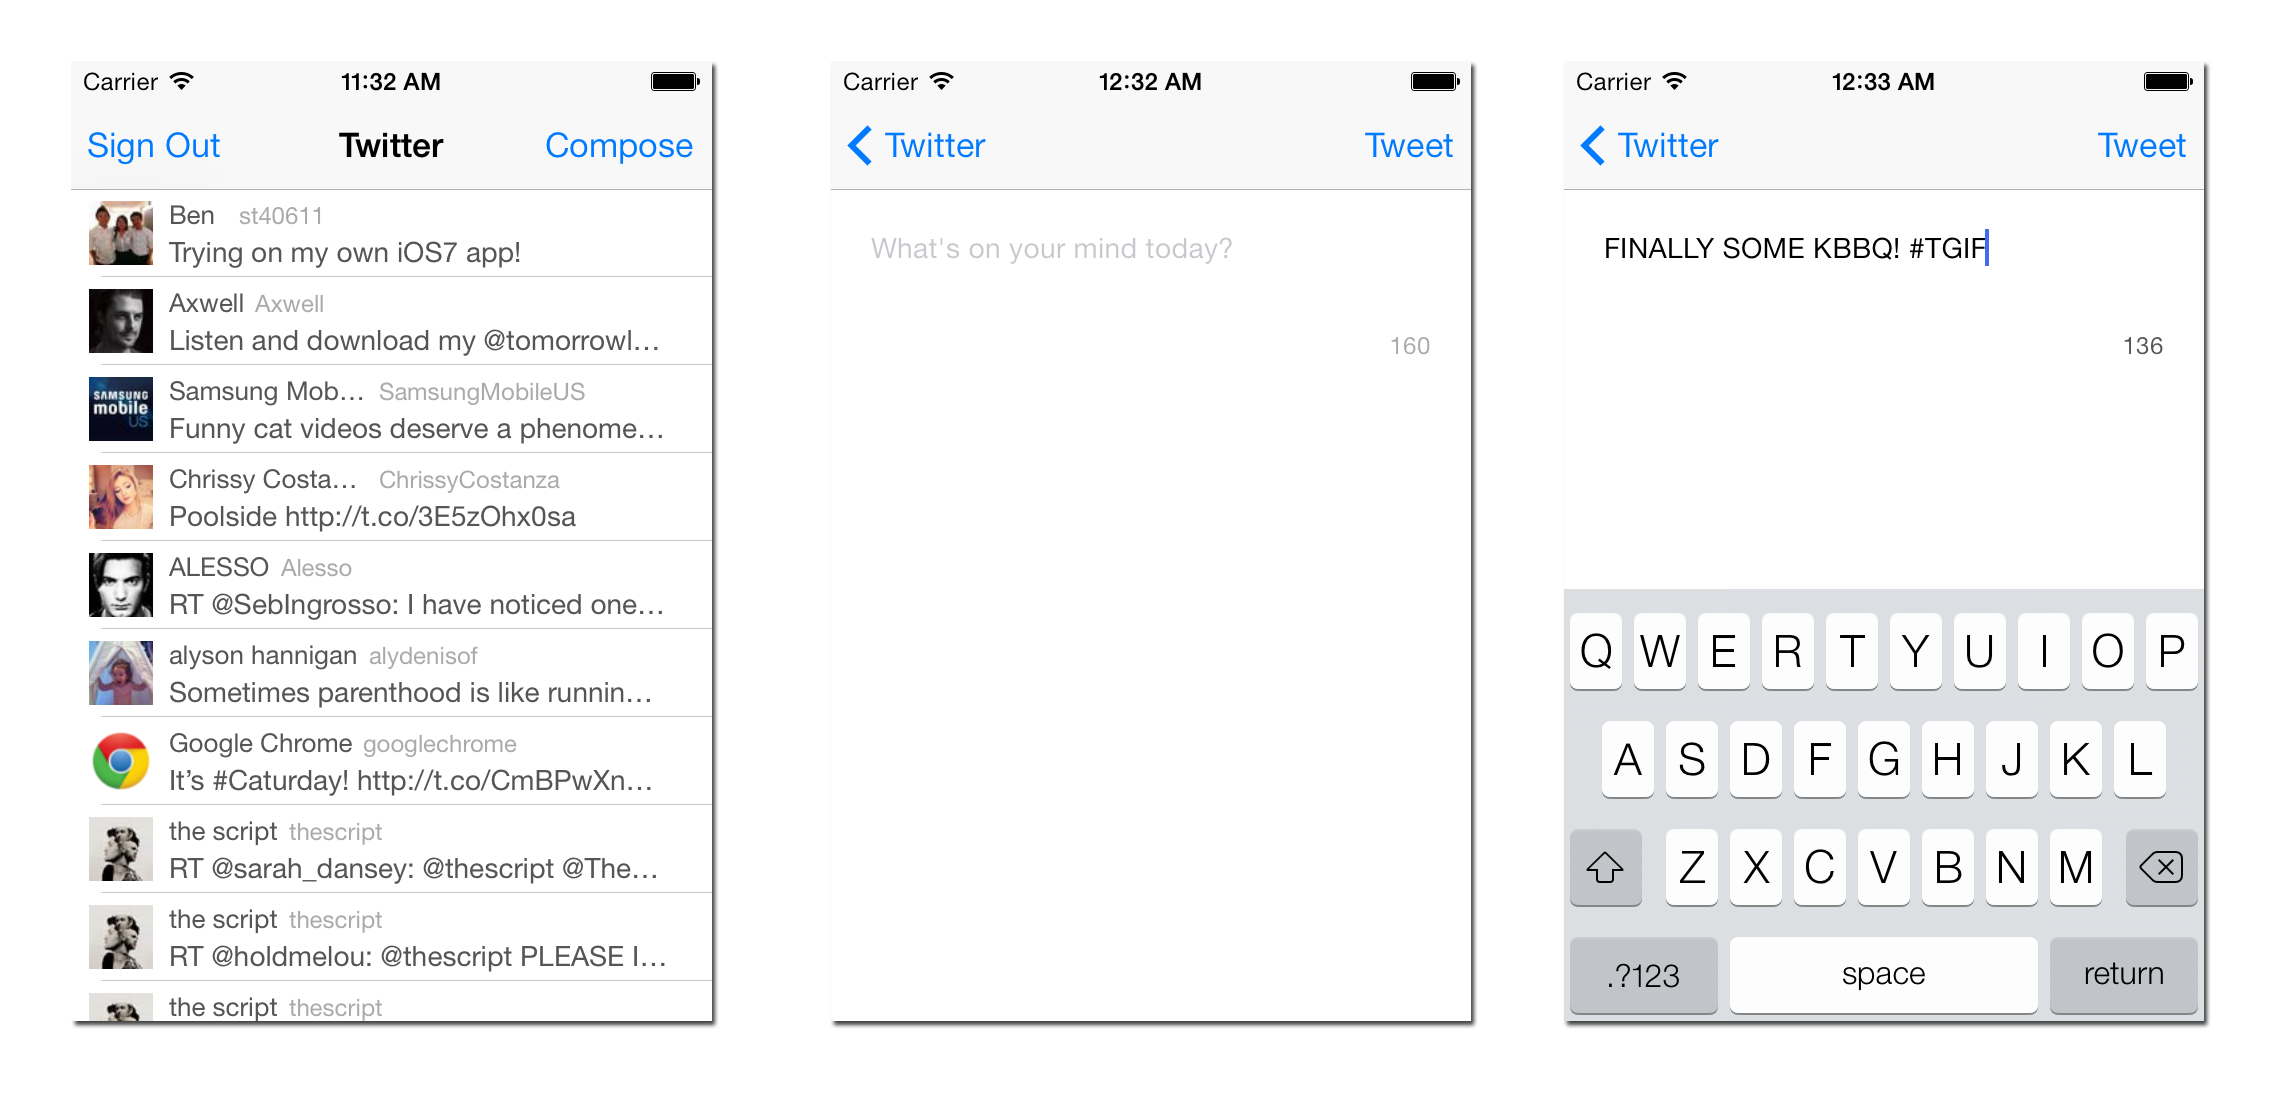 Carrier 11:32 AM
Sign Out Twitter Compose
Ben st40611
Trying on my own iOS7 app!
Axwell Axwell
Listen and download my @tomorrowl...
SAMSUNG
mobile
US
Samsung Mob... SamsungMobileUS
Funny cat videos deserve a phenome...
Chrissy Costa... ChrissyCostanza
Poolside http://t.co/3E5zOhx0sa
ALESSO Alesso
RT @SebIngrosso: I have noticed one...
alyson hannigan alydenisof
Sometimes parenthood is like runnin...
Google Chrome googlechrome
It’s #Caturday! http://t.co/CmBPwXn...
the script thescript
RT @sarah_dansey: @thescript @The...
the script thescript
RT @holdmelou: @thescript PLEASE I...
the script thescript
Carrier 12:32 AM
Twitter Tweet
What's on your mind today?
160
Carrier 12:33 AM
Twitter Tweet
FINALLY SOME KBBQ! #TGIF
136
Q W E R T Y U I O P
A S D F G H J K L
Z X C V B N M
.?123 space return